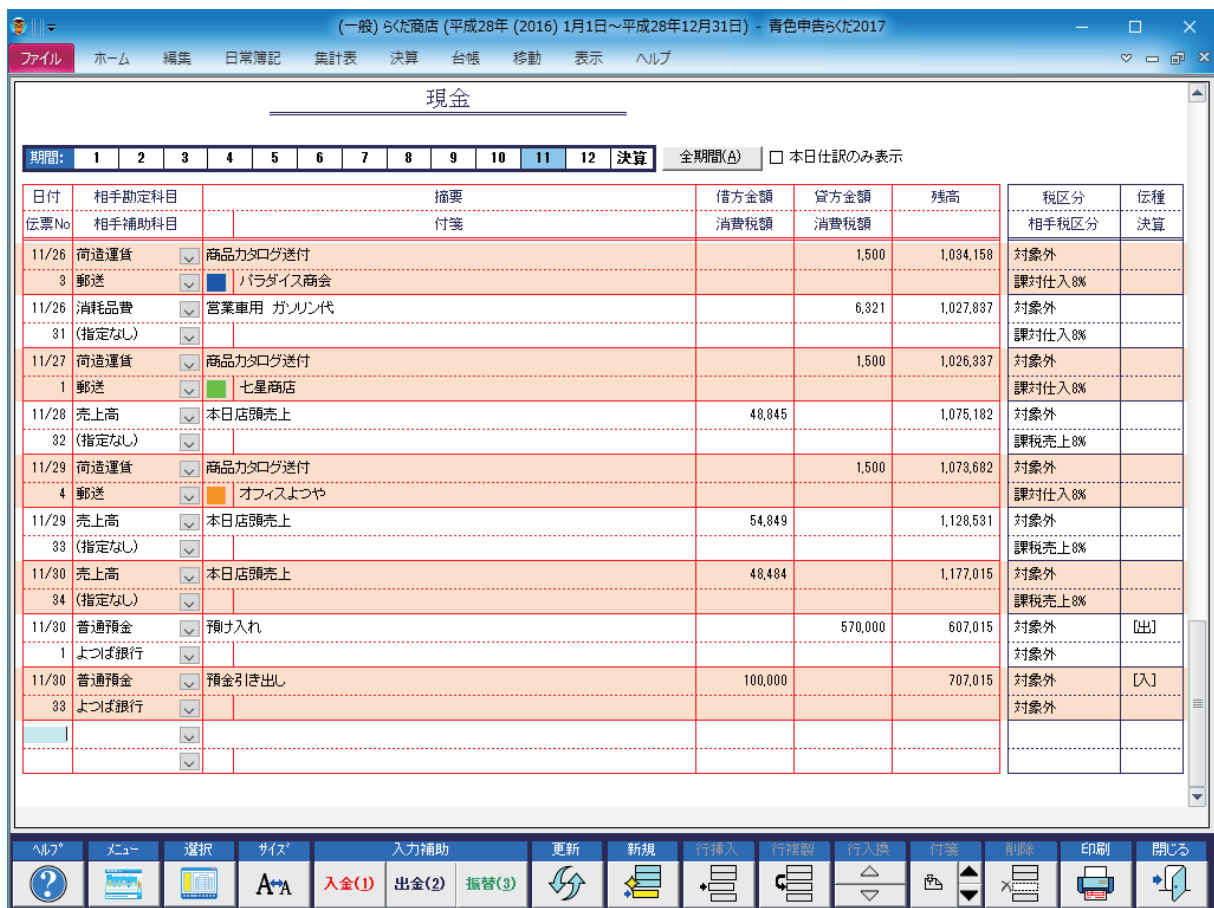 (一般) らくだ商店 (平成28年 (2016) 1月1日～平成28年12月31日) - 青色申告らくだ2017
ファイル ホーム 編集 日常簿記 集計表 決算 台帳 移動 表示 ヘルプ
現金
期間: 1 2 3 4 5 6 7 8 9 10 11 12 決算 全期間(A) 本日仕訳のみ表示
日付 相手勘定科目 摘要 借方金額 貸方金額 残高 税区分 伝種
伝票No 相手補助科目 付箋 消費税額 消費税額 相手税区分 決算
11/26 荷造運賃 商品カタログ送付 1,500 1,034,158 対象外
3 郵送 パラダイス商会 課対仕入8%
11/26 消耗品費 営業車用 ガソリン代 6,321 1,027,837 対象外
31 (指定なし) 課対仕入8%
11/27 荷造運賃 商品カタログ送付 1,500 1,026,337 対象外
1 郵送 七星商店 課対仕入8%
11/28 売上高 本日店頭売上 48,845 1,075,182 対象外
32 (指定なし) 課税売上8%
11/29 荷造運賃 商品カタログ送付 1,500 1,073,682 対象外
4 郵送 オフィスよつや 課対仕入8%
11/29 売上高 本日店頭売上 54,849 1,128,531 対象外
33 (指定なし) 課税売上8%
11/30 売上高 本日店頭売上 48,484 1,177,015 対象外
34 (指定なし) 課税売上8%
11/30 普通預金 預け入れ 570,000 607,015 対象外 [出]
1 よつば銀行 対象外
11/30 普通預金 預金引き出し 100,000 707,015 対象外 [入]
33 よつば銀行 対象外
ヘルプ メニュー 選択 サイズ 入力補助 更新 新規 行挿入 行複製 行入換 付箋 削除 印刷 閉じる
A A 入金(1) 出金(2) 振替(3)